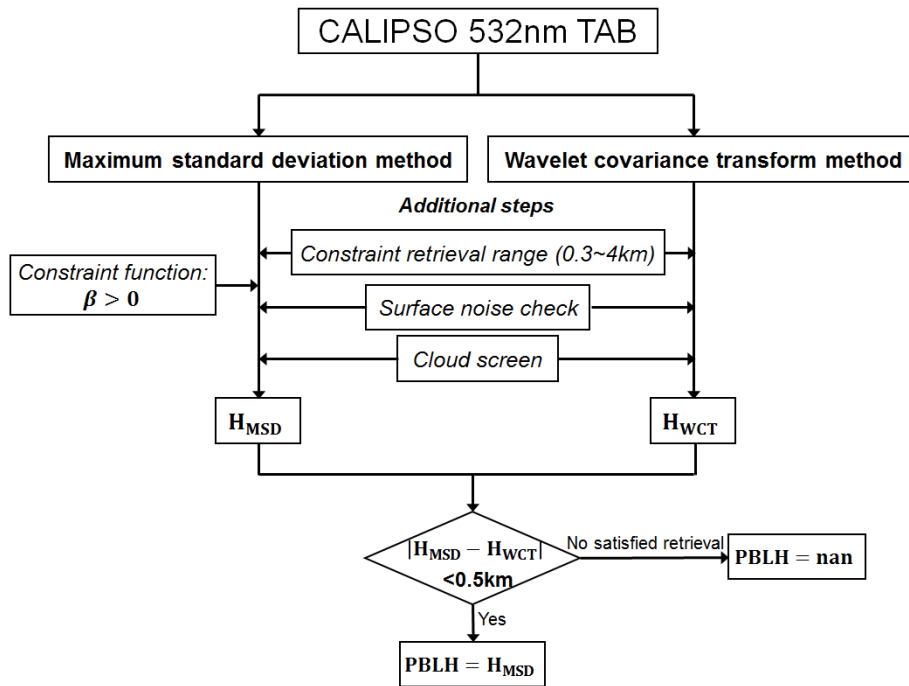 CALIPSO 532nm TAB
Maximum standard deviation method
Wavelet covariance transform method
Additional steps
Constraint retrieval range (0.3~4km)
Constraint function:
β > 0
Surface noise check
Cloud screen
H_MSD
H_WCT
|H_MSD − H_WCT|
<0.5km
No satisfied retrieval
PBLH = nan
Yes
PBLH = H_MSD